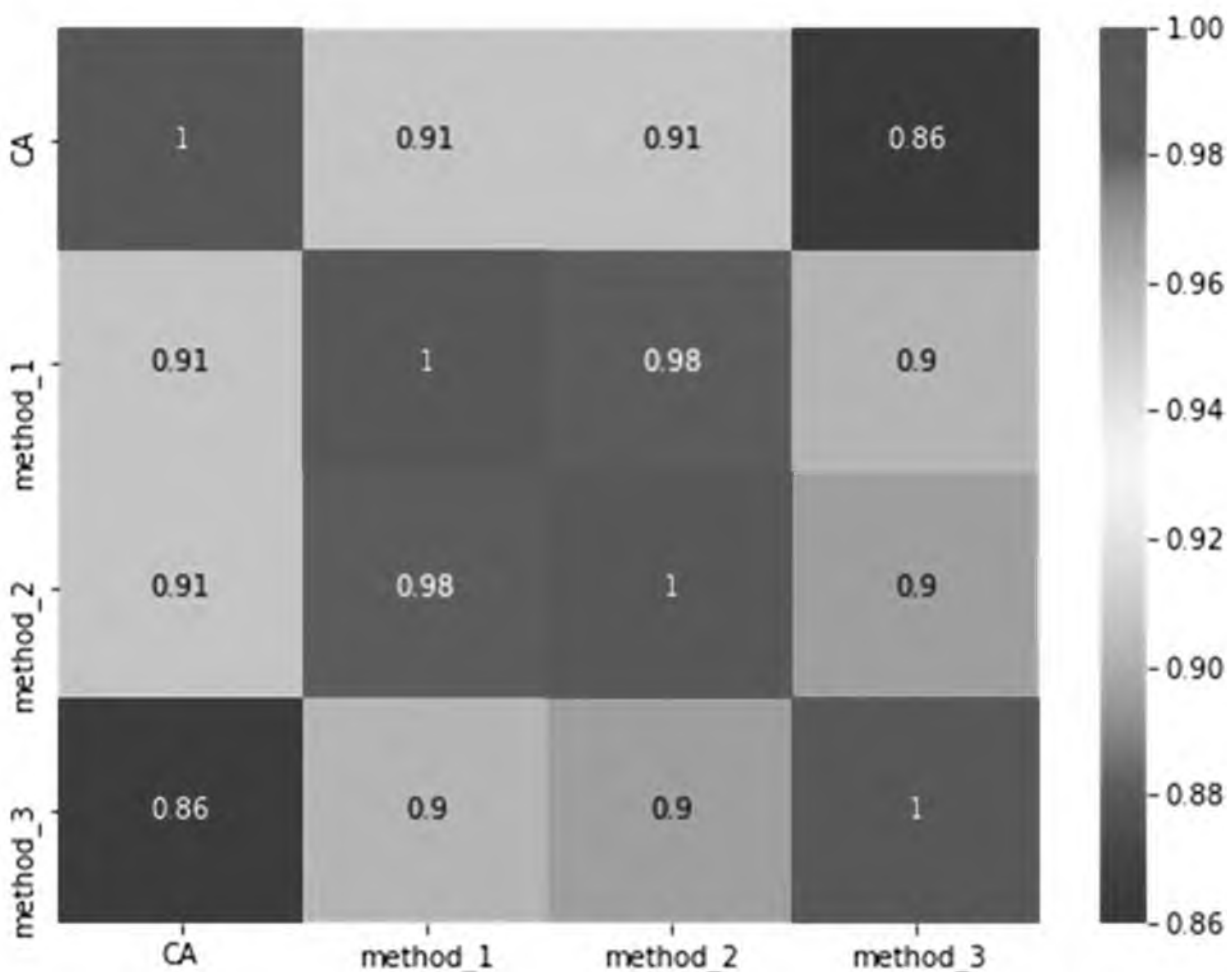 1.00
CA 1 0.91 0.91 0.86
0.98
0.96
method_1 0.91 1 0.98 0.9
0.94
0.92
method_2 0.91 0.98 1 0.9
0.90
0.88
method_3 0.86 0.9 0.9 1
0.86
CA method_1 method_2 method_3